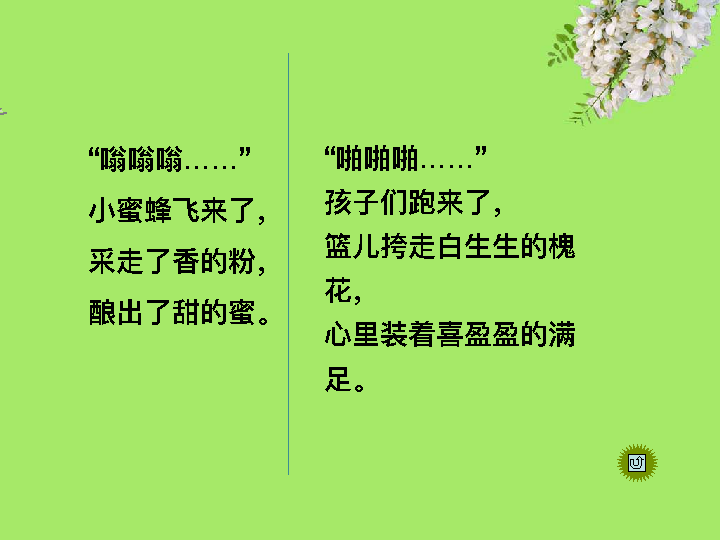 “嗡嗡嗡……”
小蜜蜂飞来了，
采走了香的粉，
酿出了甜的蜜。
“啪啪啪……”
孩子们跑来了，
篮儿挎走白生生的槐
花，
心里装着喜盈盈的满
足。